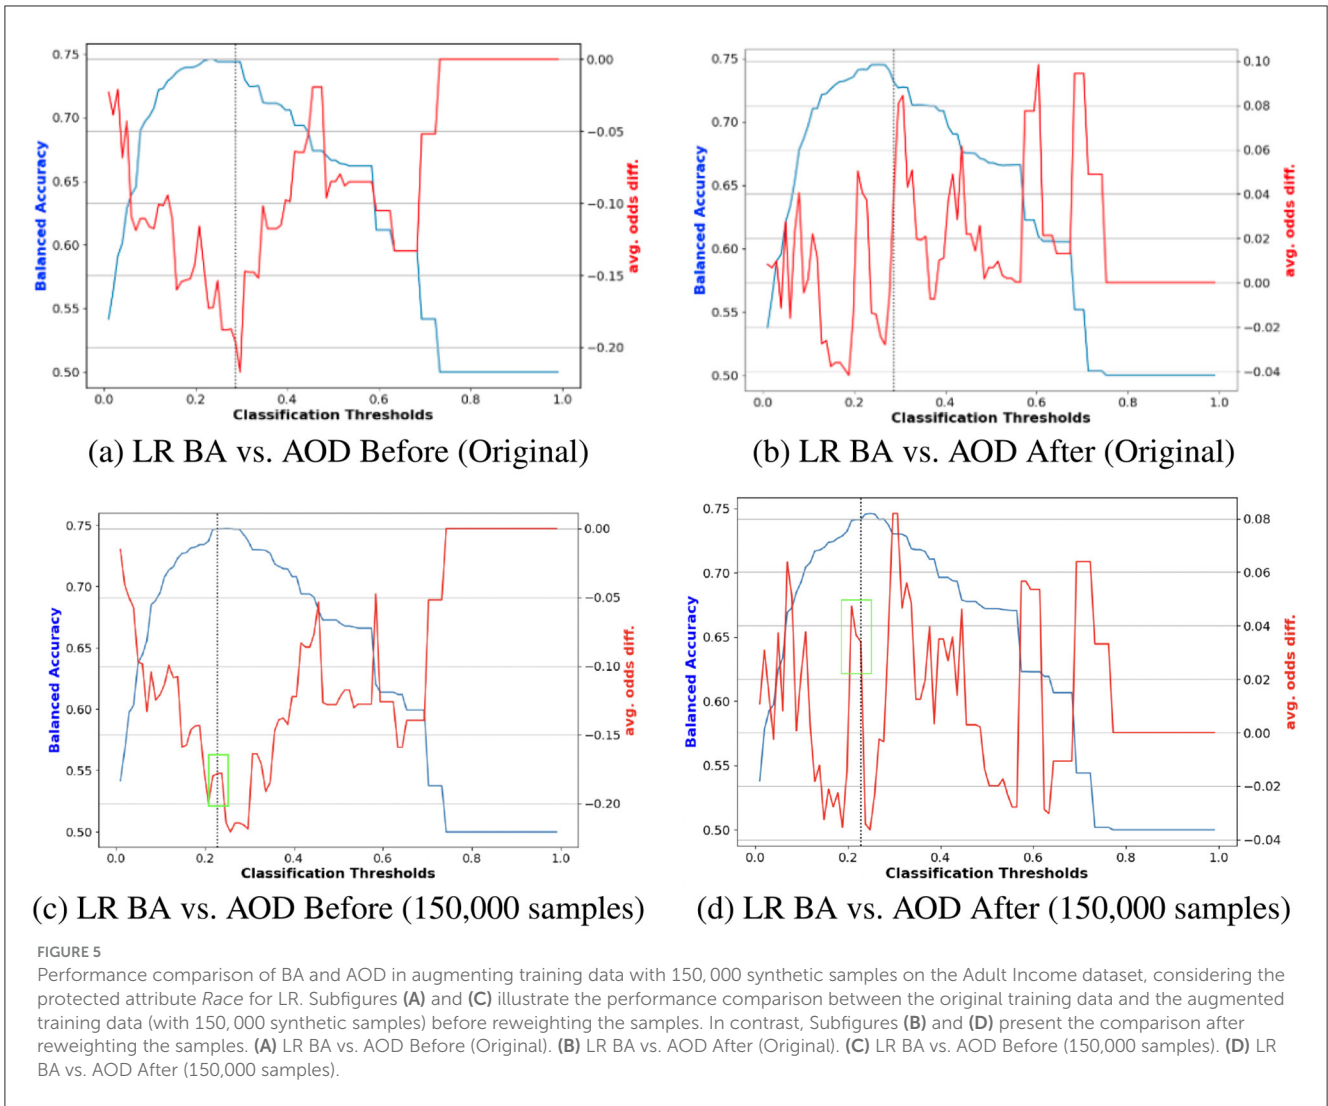 0.75
0.70
0.65
0.60
0.55
0.50
Balanced Accuracy
0.00
−0.05
−0.10
−0.15
−0.20
avg. odds diff.
0.0 0.2 0.4 0.6 0.8 1.0
Classification Thresholds
(a) LR BA vs. AOD Before (Original)
0.75
0.70
0.65
0.60
0.55
0.50
Balanced Accuracy
0.10
0.08
0.06
0.04
0.02
0.00
−0.02
−0.04
avg. odds diff.
0.0 0.2 0.4 0.6 0.8 1.0
Classification Thresholds
(b) LR BA vs. AOD After (Original)
0.75
0.70
0.65
0.60
0.55
0.50
Balanced Accuracy
0.00
−0.05
−0.10
−0.15
−0.20
avg. odds diff.
0.0 0.2 0.4 0.6 0.8 1.0
Classification Thresholds
(c) LR BA vs. AOD Before (150,000 samples)
0.75
0.70
0.65
0.60
0.55
0.50
Balanced Accuracy
0.08
0.06
0.04
0.02
0.00
−0.02
−0.04
avg. odds diff.
0.0 0.2 0.4 0.6 0.8 1.0
Classification Thresholds
(d) LR BA vs. AOD After (150,000 samples)
FIGURE 5
Performance comparison of BA and AOD in augmenting training data with 150,000 synthetic samples on the Adult Income dataset, considering the
protected attribute Race for LR. Subfigures (A) and (C) illustrate the performance comparison between the original training data and the augmented
training data (with 150,000 synthetic samples) before reweighting the samples. In contrast, Subfigures (B) and (D) present the comparison after
reweighting the samples. (A) LR BA vs. AOD Before (Original). (B) LR BA vs. AOD After (Original). (C) LR BA vs. AOD Before (150,000 samples). (D) LR
BA vs. AOD After (150,000 samples).